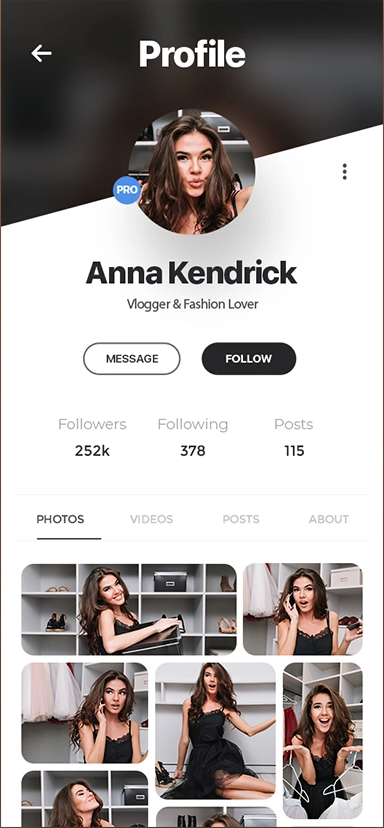 Profile
PRO
Anna Kendrick
Vlogger & Fashion Lover
MESSAGE FOLLOW
Followers Following Posts
252k 378 115
PHOTOS VIDEOS POSTS ABOUT